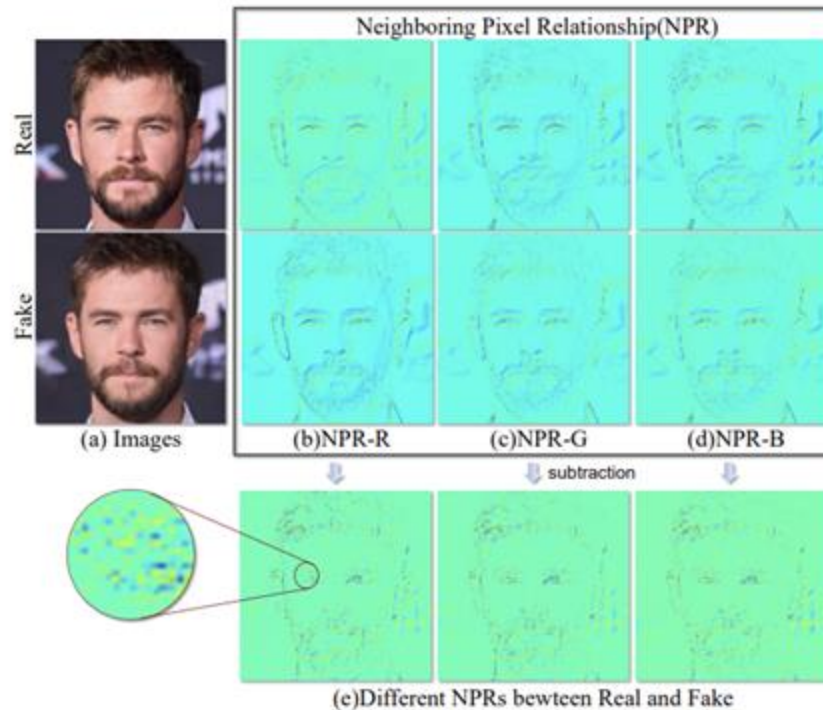 Neighboring Pixel Relationship(NPR)
Real
Fake
(a) Images
(b)NPR-R
(c)NPR-G
(d)NPR-B
subtraction
(e)Different NPRs bewteen Real and Fake